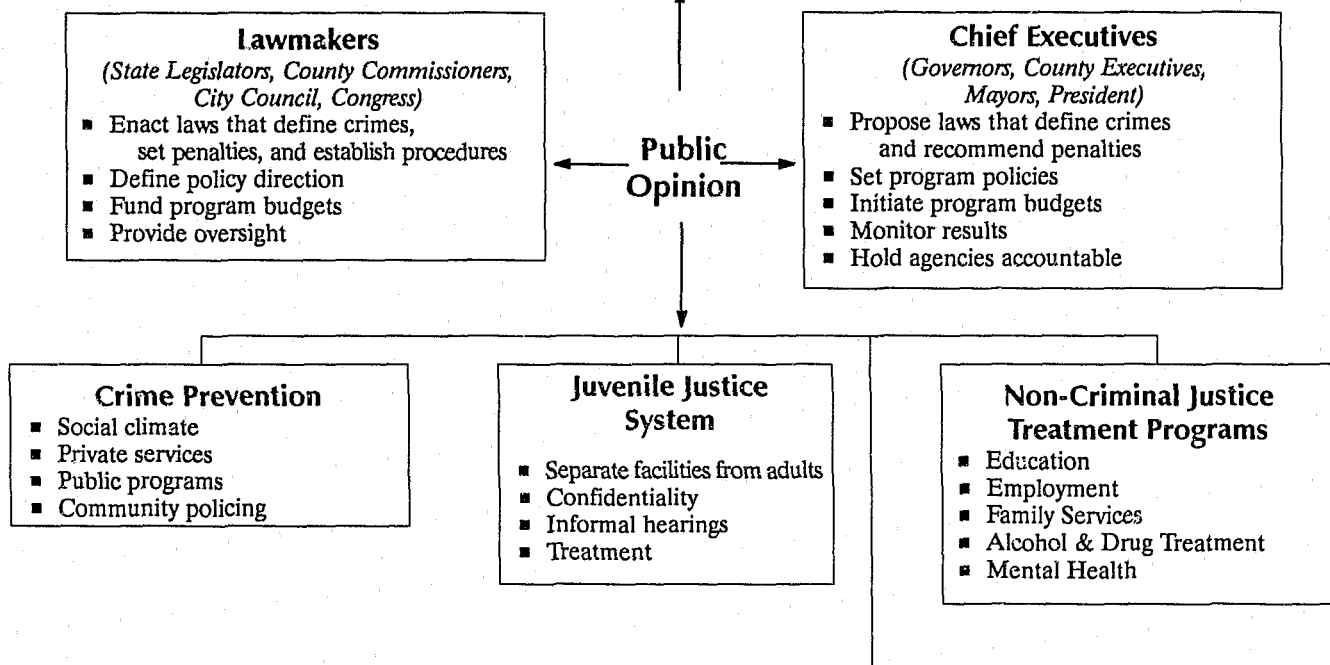 Lawmakers
(State Legislators, County Commissioners,
City Council, Congress)
■ Enact laws that define crimes,
set penalties, and establish procedures
■ Define policy direction
■ Fund program budgets
■ Provide oversight
Public
Opinion
Chief Executives
(Governors, County Executives,
Mayors, President)
■ Propose laws that define crimes
and recommend penalties
■ Set program policies
■ Initiate program budgets
■ Monitor results
■ Hold agencies accountable
Crime Prevention
■ Social climate
■ Private services
■ Public programs
■ Community policing
Juvenile Justice
System
■ Separate facilities from adults
■ Confidentiality
■ Informal hearings
■ Treatment
Non-Criminal Justice
Treatment Programs
■ Education
■ Employment
■ Family Services
■ Alcohol & Drug Treatment
■ Mental Health